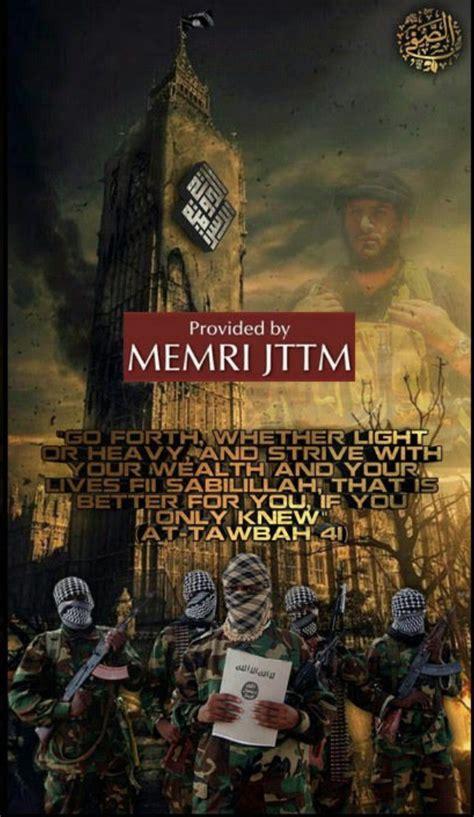 Provided by
MEMRI JTTM
"GO FORTH, WHETHER LIGHT
OR HEAVY, AND STRIVE WITH
YOUR WEALTH AND YOUR
LIVES FII SABILILLAH, THAT IS
BETTER FOR YOU, IF YOU
ONLY KNEW"
(AT-TAWBAH 41)